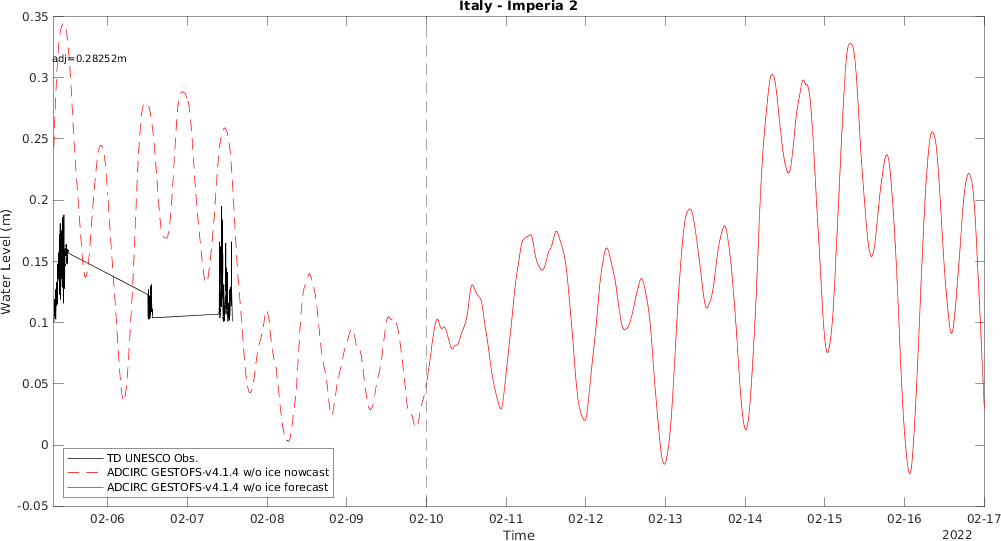 Italy - Imperia 2
0.35
0.3
0.25
0.2
0.15
0.1
0.05
0
-0.05
Water Level (m)
adj=0.28252m
TD UNESCO Obs.
ADCIRC GESTOFS-v4.1.4 w/o ice nowcast
ADCIRC GESTOFS-v4.1.4 w/o ice forecast
02-06 02-07 02-08 02-09 02-10 02-11 02-12 02-13 02-14 02-15 02-16 02-17
Time
2022